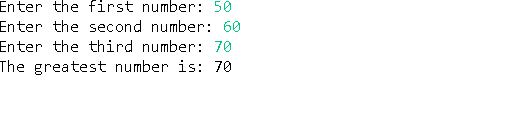 Enter the first number: 50
Enter the second number: 60
Enter the third number: 70
The greatest number is: 70